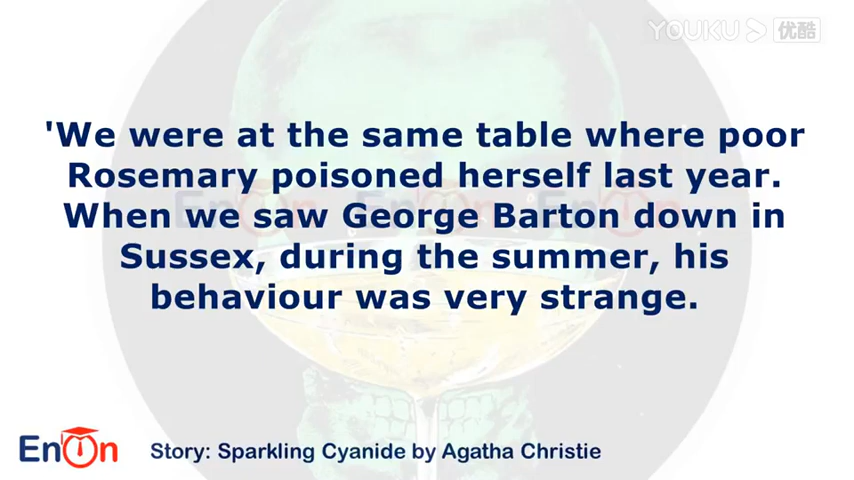 YOUKU 优酷
'We were at the same table where poor
Rosemary poisoned herself last year.
When we saw George Barton down in
Sussex, during the summer, his
behaviour was very strange.
EnOn
Story: Sparkling Cyanide by Agatha Christie